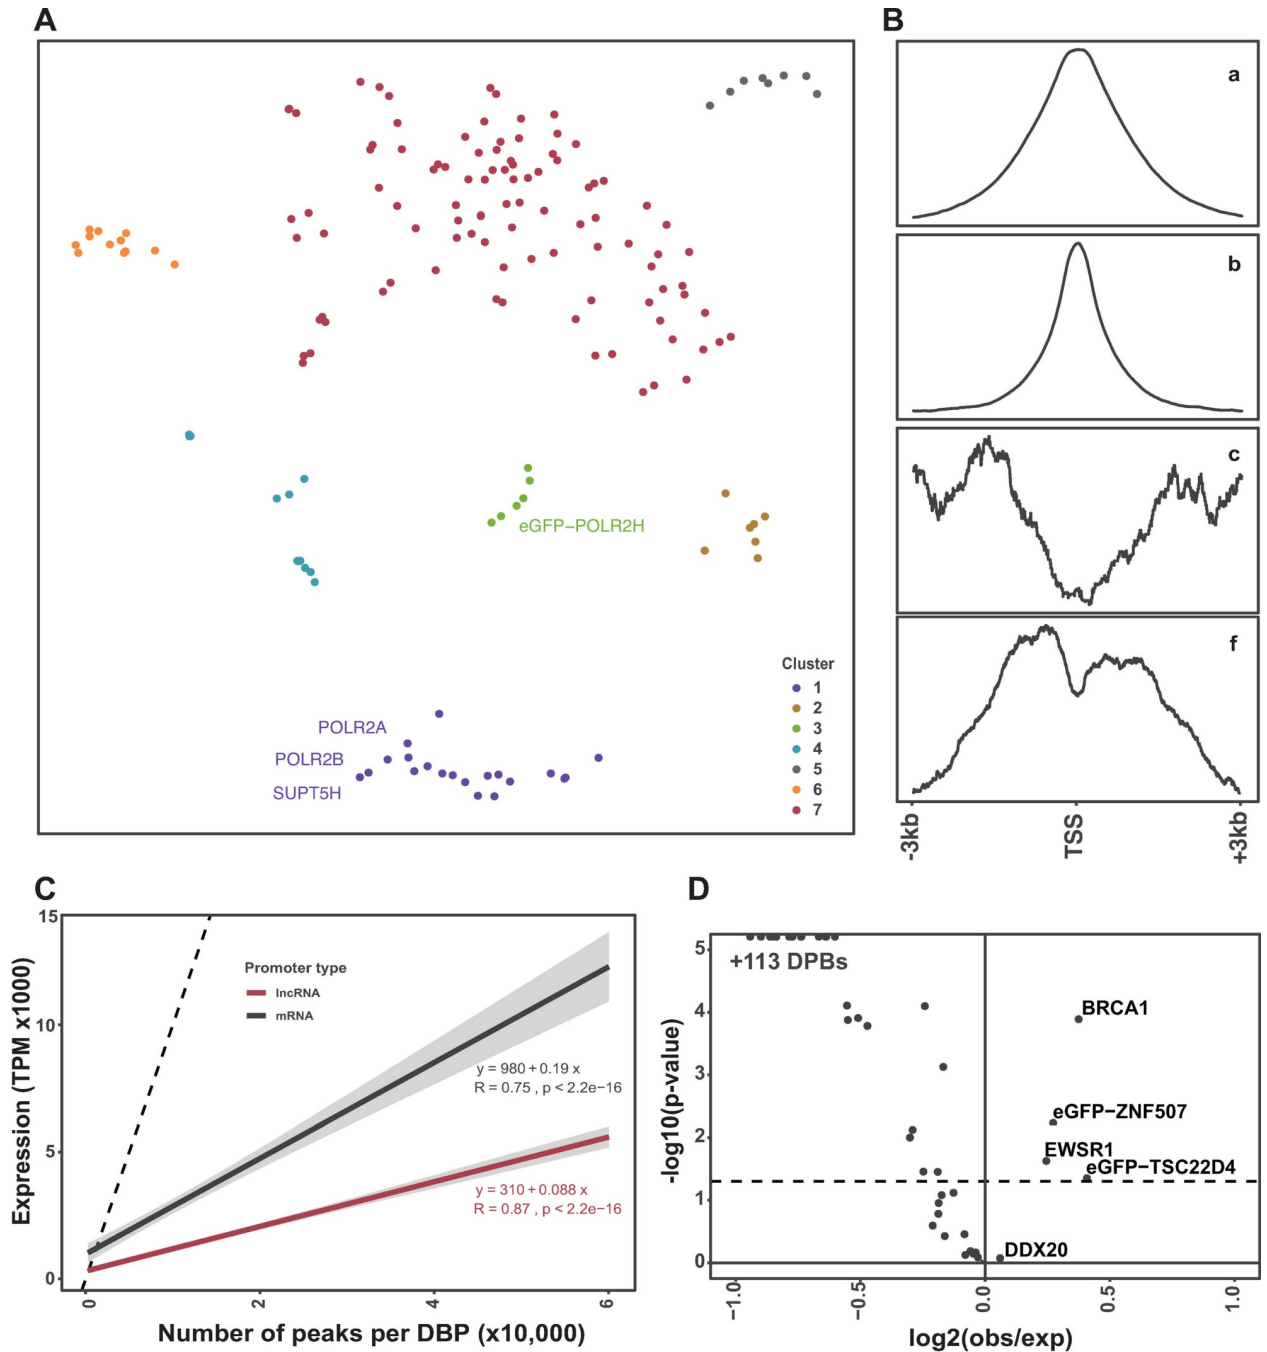 A
B
eGFP−POLR2H
POLR2A
POLR2B
SUPT5H
Cluster
1
2
3
4
5
6
7
a
b
c
f
-3kb
TSS
+3kb
C
Expression (TPM x1000)
15
10
5
0
Promoter type
lncRNA
mRNA
y = 980 + 0.19 x
R = 0.75 , p < 2.2e−16
y = 310 + 0.088 x
R = 0.87 , p < 2.2e−16
0
2
4
6
Number of peaks per DBP (x10,000)
D
-log10(p-value)
5
4
3
2
1
0
+113 DPBs
BRCA1
eGFP−ZNF507
EWSR1
eGFP−TSC22D4
DDX20
−1.0
−0.5
0.0
0.5
1.0
log2(obs/exp)